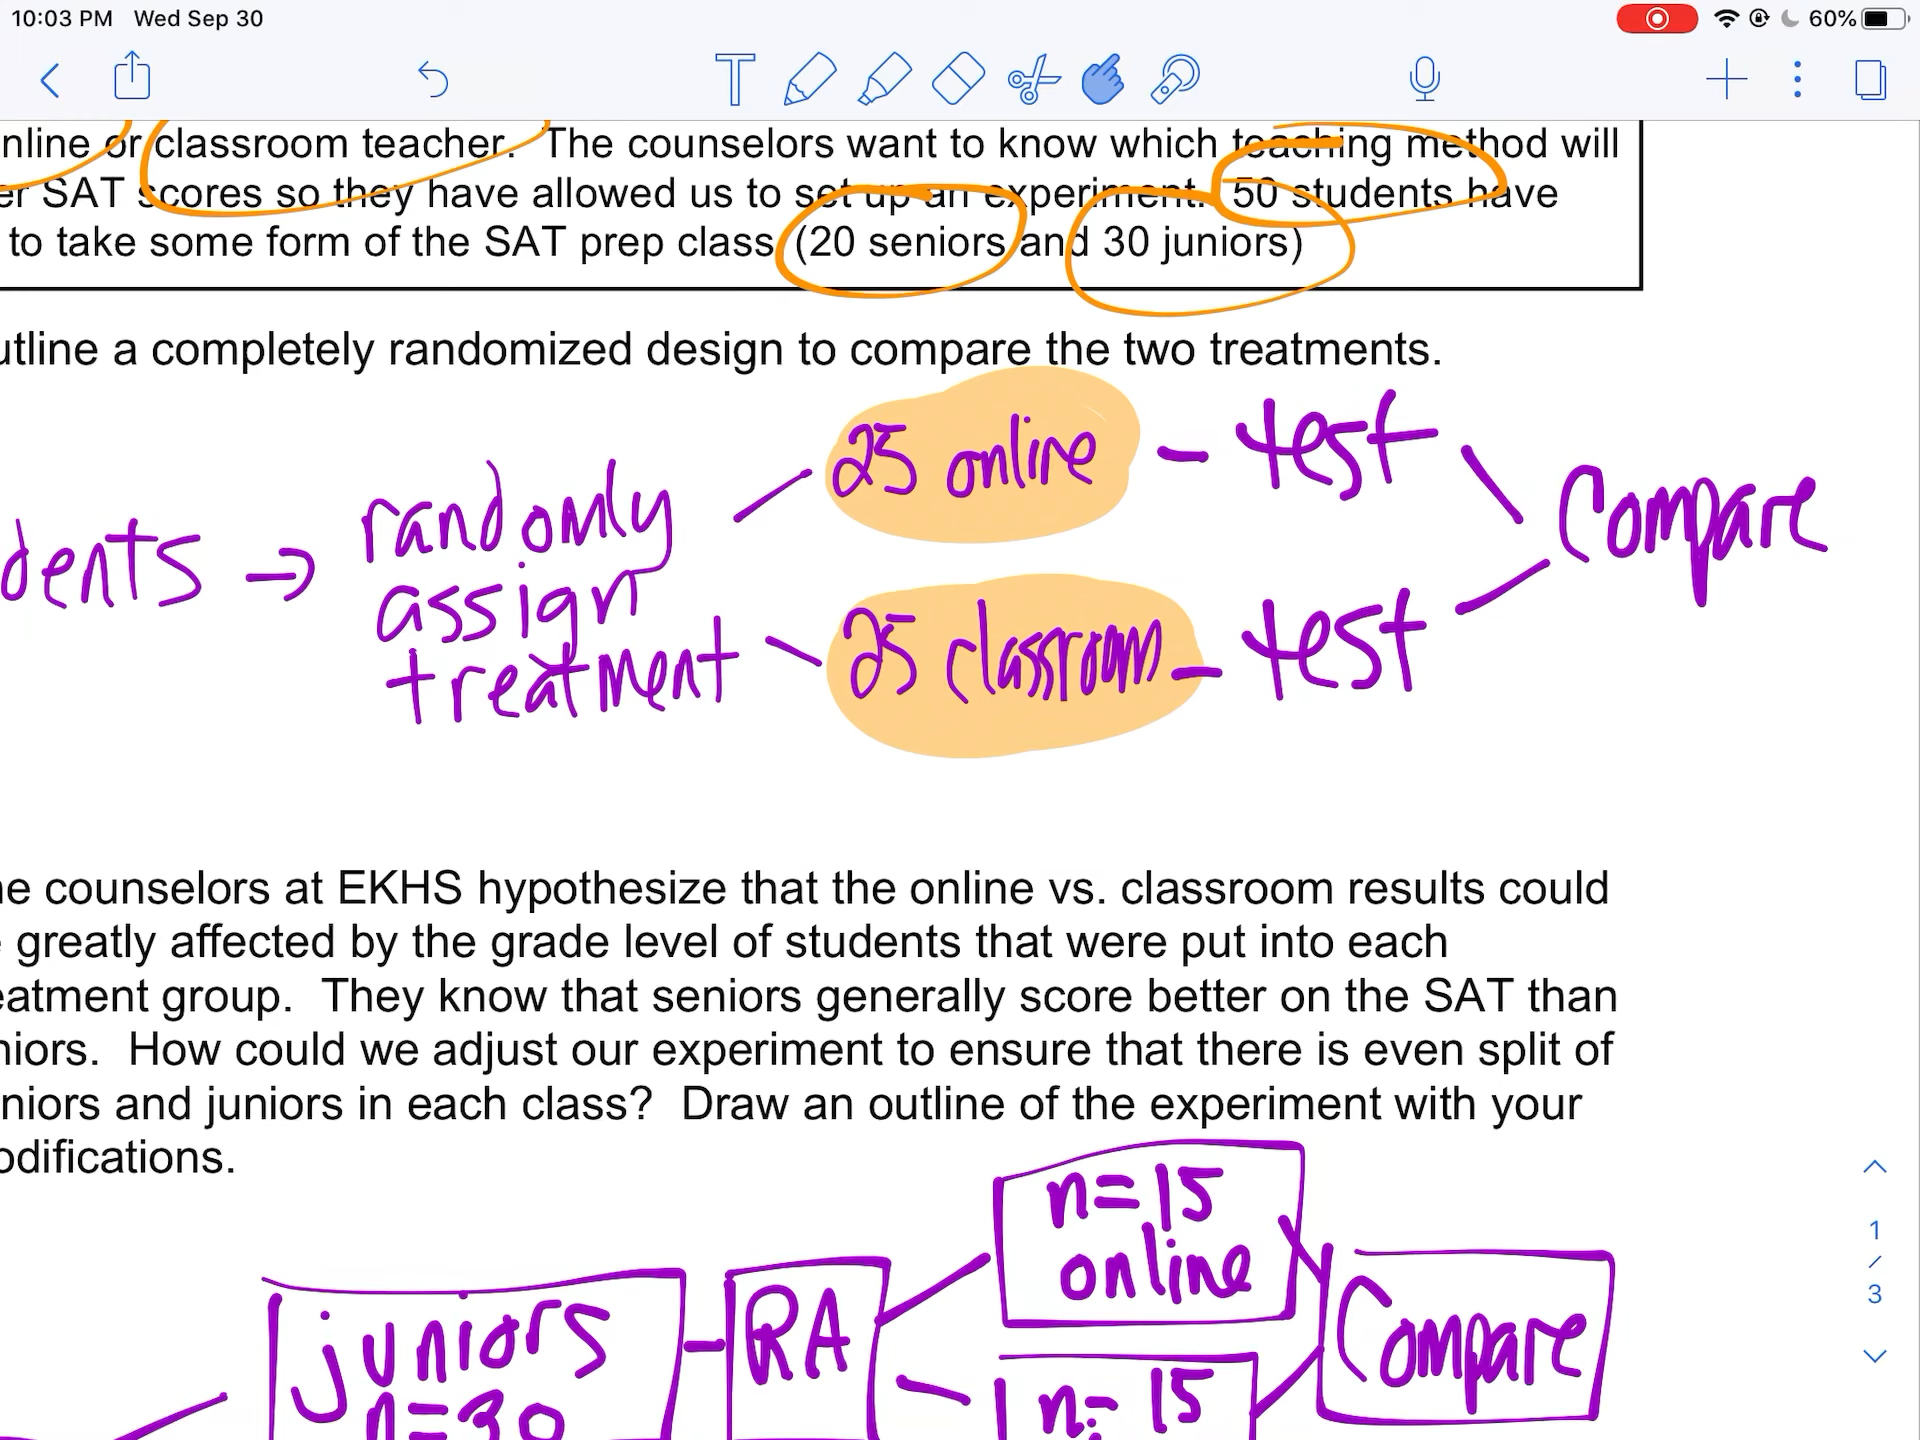 10:03 PM Wed Sep 30 60%
nline or classroom teacher. The counselors want to know which teaching method will
er SAT scores so they have allowed us to set up an experiment. 50 students have
to take some form of the SAT prep class (20 seniors and 30 juniors)
utline a completely randomized design to compare the two treatments.
25 online - test
dents → randomly assign treatment
Compare
25 classroom - test
he counselors at EKHS hypothesize that the online vs. classroom results could
e greatly affected by the grade level of students that were put into each
eatment group. They know that seniors generally score better on the SAT than
niors. How could we adjust our experiment to ensure that there is even split of
niors and juniors in each class? Draw an outline of the experiment with your
odifications.
n=15
online
juniors
n=30
RA
Compare
n=15
1
/
3